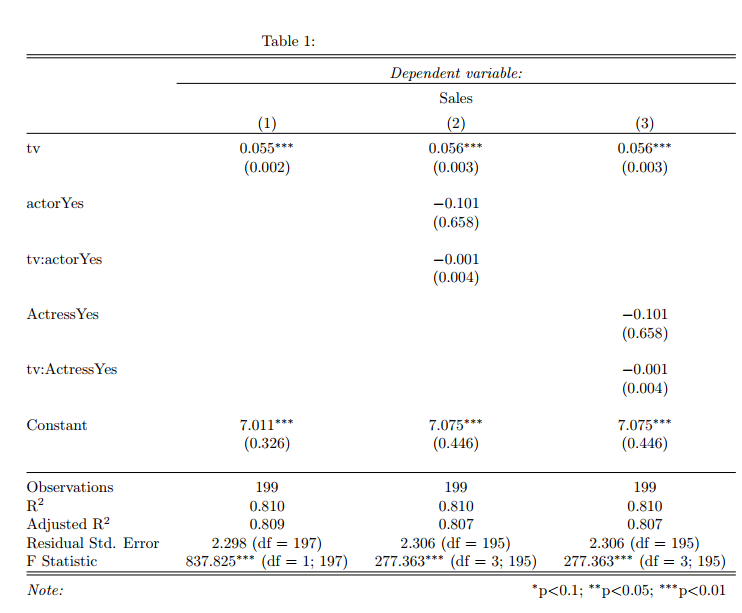 Table 1:
Dependent variable:
Sales
(1) (2) (3)
tv 0.055*** 0.056*** 0.056***
(0.002) (0.003) (0.003)
actorYes −0.101
(0.658)
tv:actorYes −0.001
(0.004)
ActressYes −0.101
(0.658)
tv:ActressYes −0.001
(0.004)
Constant 7.011*** 7.075*** 7.075***
(0.326) (0.446) (0.446)
Observations 199 199 199
R² 0.810 0.810 0.810
Adjusted R² 0.809 0.807 0.807
Residual Std. Error 2.298 (df = 197) 2.306 (df = 195) 2.306 (df = 195)
F Statistic 837.825*** (df = 1; 197) 277.363*** (df = 3; 195) 277.363*** (df = 3; 195)
Note: *p<0.1; **p<0.05; ***p<0.01